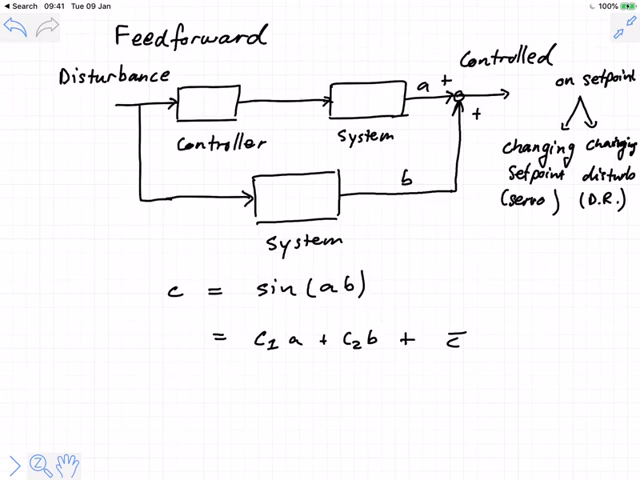 Search 09:41 Tue 09 Jan 100%
Feedforward
Disturbance
Controlled
on setpoint
a +
+
Controller
System
changing changing
setpoint disturb
(servo) (D.R.)
b
System
c = sin(ab)
= c₁ a + c₂ b + c̅